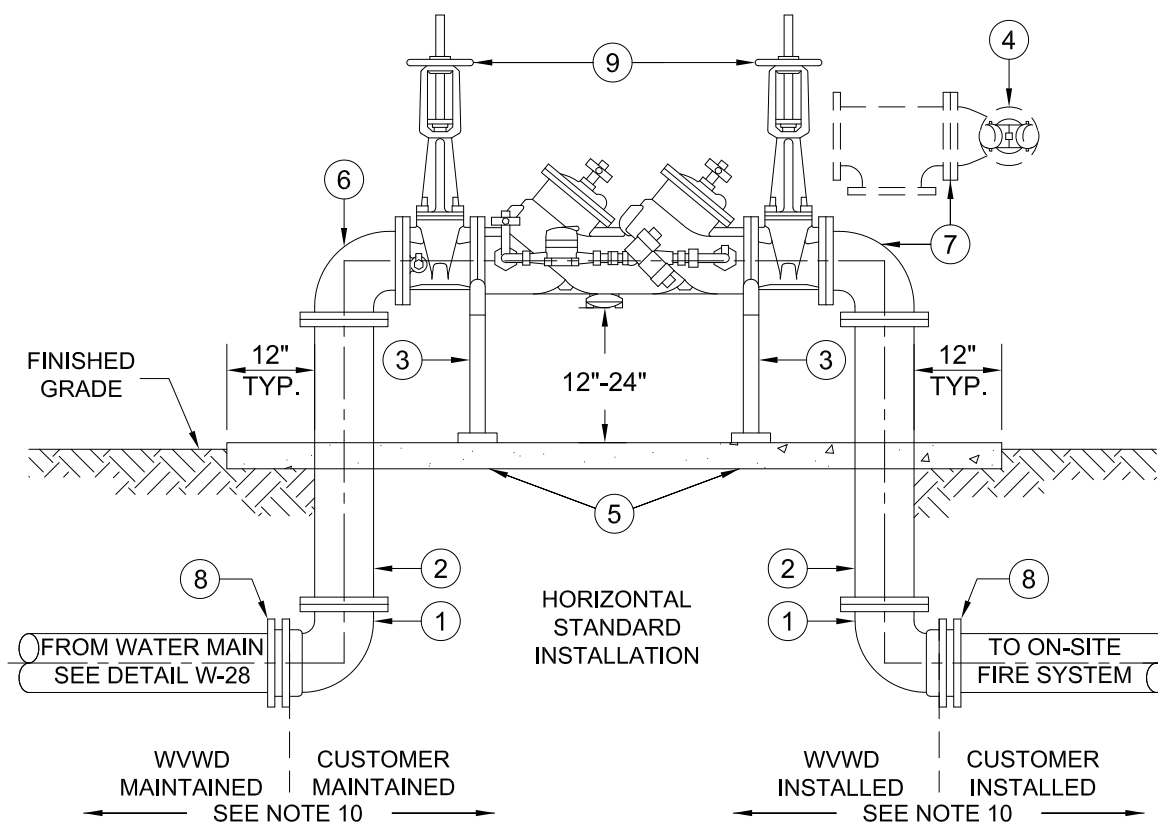 9
4
6
7
FINISHED
GRADE
12"
TYP.
3
12"-24"
3
12"
TYP.
5
8
2
1
HORIZONTAL
STANDARD
INSTALLATION
2
1
8
FROM WATER MAIN
SEE DETAIL W-28
TO ON-SITE
FIRE SYSTEM
WVWD
MAINTAINED
CUSTOMER
MAINTAINED
SEE NOTE 10
WVWD
INSTALLED
CUSTOMER
INSTALLED
SEE NOTE 10